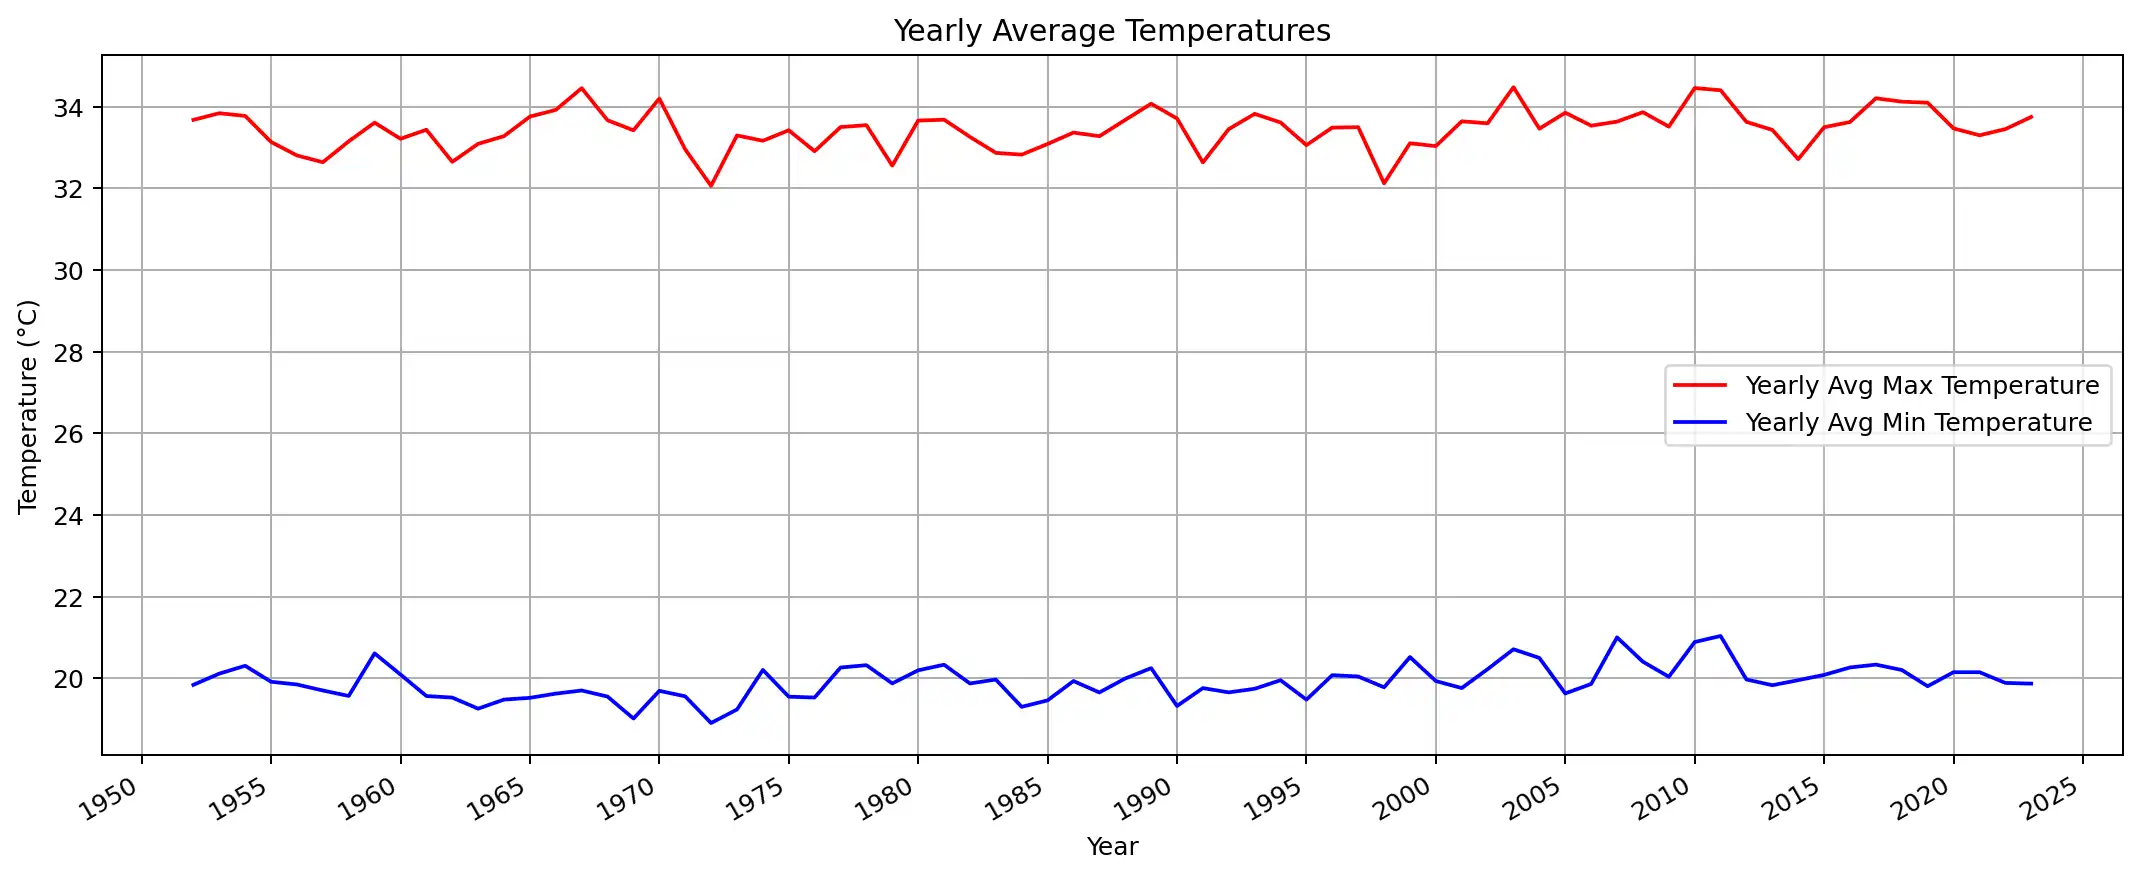 Yearly Average Temperatures
Temperature (°C)
34
32
30
28
26
24
22
20
Yearly Avg Max Temperature
Yearly Avg Min Temperature
1950 1955 1960 1965 1970 1975 1980 1985 1990 1995 2000 2005 2010 2015 2020 2025
Year